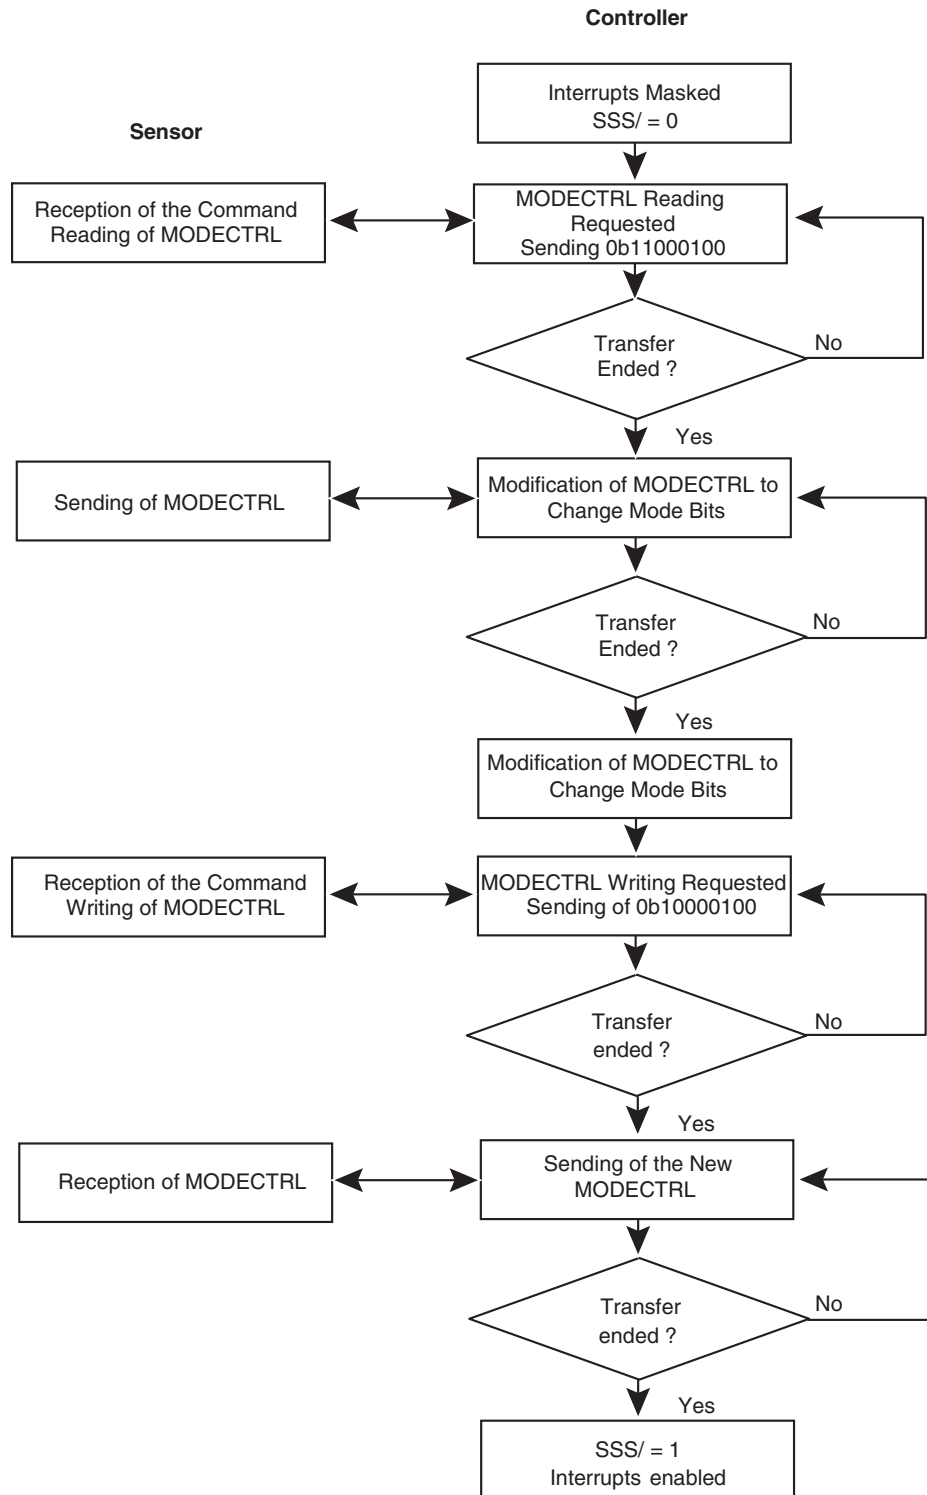 Controller
Interrupts Masked
SSS/ = 0
Sensor
Reception of the Command
Reading of MODECTRL
MODECTRL Reading
Requested
Sending 0b11000100
Transfer
Ended ?
No
Yes
Sending of MODECTRL
Modification of MODECTRL to
Change Mode Bits
Transfer
Ended ?
No
Yes
Modification of MODECTRL to
Change Mode Bits
Reception of the Command
Writing of MODECTRL
MODECTRL Writing Requested
Sending of 0b10000100
Transfer
ended ?
No
Yes
Reception of MODECTRL
Sending of the New
MODECTRL
Transfer
ended ?
No
Yes
SSS/ = 1
Interrupts enabled